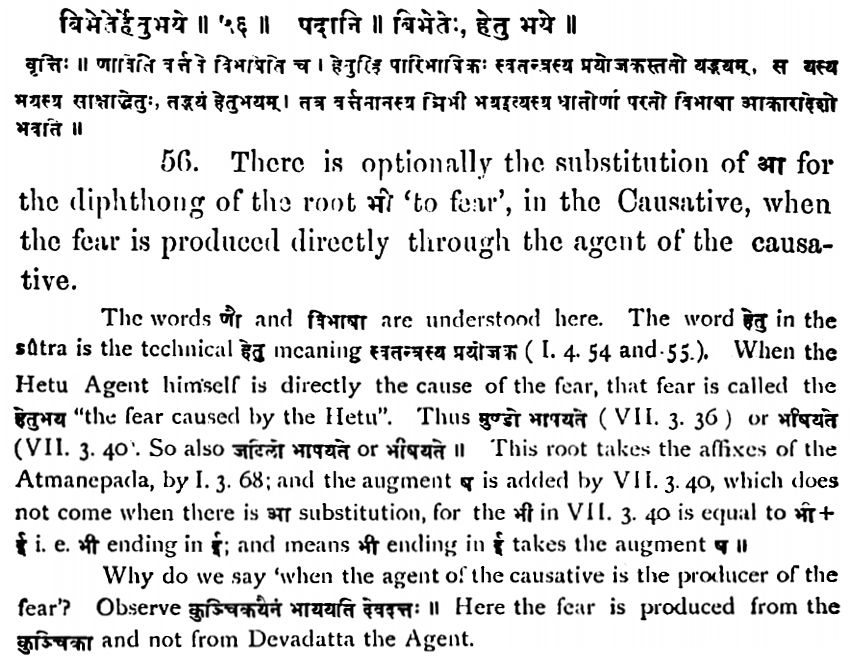 बिभेतेर्हेतुभये ॥ ५६ ॥ पदानि ॥ बिभेतेः, हेतु भये ॥
वृत्तिः ॥ णाविति वर्त्तते विभाषेति च । हेतुरिह पारिभाषिकः स्वतन्त्रस्य प्रयोजकस्ततो यद्भयम्, स यस्य
भयस्य साक्षाद्धेतुः, तद्भयं हेतुभयम् । तत्र वर्त्तमानस्य ञिभी भयइत्यस्य धातोर्णौ परतो विभाषा आकारादेशो
भवति ॥
56. There is optionally the substitution of आ for
the diphthong of the root भी 'to fear', in the Causative, when
the fear is produced directly through the agent of the causa-
tive.
The words णौ and विभाषा are understood here. The word हेतु in the
sûtra is the technical हेतु meaning स्वतन्त्रस्य प्रयोजक ( I. 4. 54 and 55.). When the
Hetu Agent himself is directly the cause of the fear, that fear is called the
हेतुभय "the fear caused by the Hetu". Thus मुण्डो भापयते ( VII. 3. 36 ) or भीषयते
(VII. 3. 40). So also जटिलो भापयते or भीषयते ॥ This root takes the affixes of the
Atmanepada, by I. 3. 68; and the augment ष is added by VII. 3. 40, which does
not come when there is आ substitution, for the भी in VII. 3. 40 is equal to भी +
ई i. e. भी ending in ई; and means भी ending in ई takes the augment ष ॥
Why do we say 'when the agent of the causative is the producer of the
fear'? Observe कुञ्चिकयैनं भाययति देवदत्तः ॥ Here the fear is produced from the
कुञ्चिका and not from Devadatta the Agent.